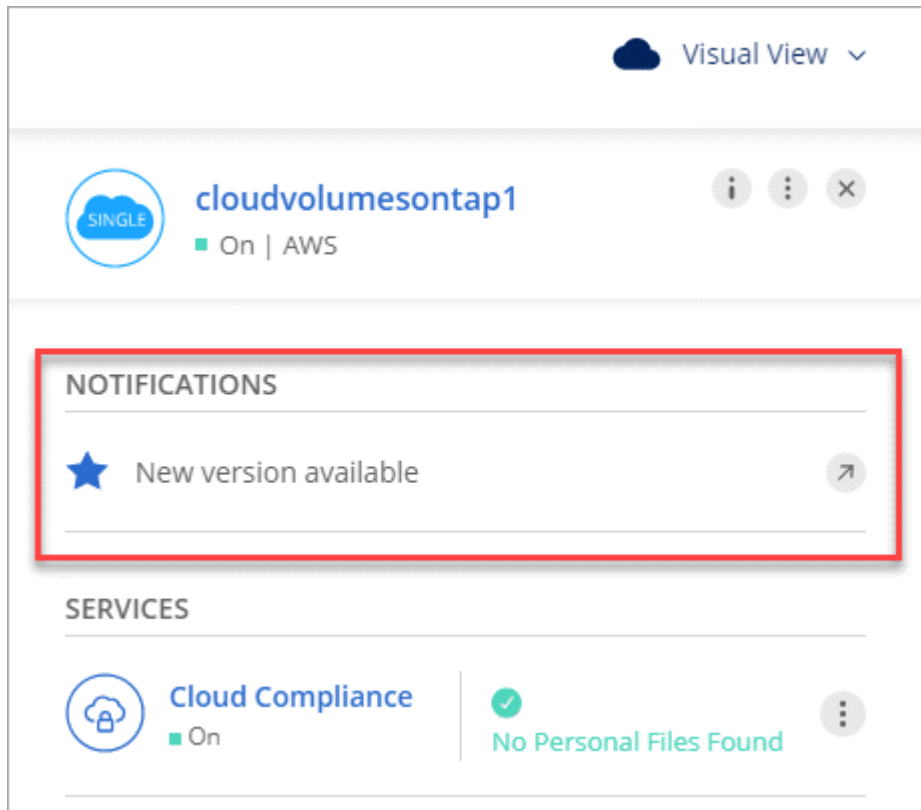 Visual View
SINGLE
cloudvolumesontap1
On | AWS
NOTIFICATIONS
New version available
SERVICES
Cloud Compliance
On
No Personal Files Found